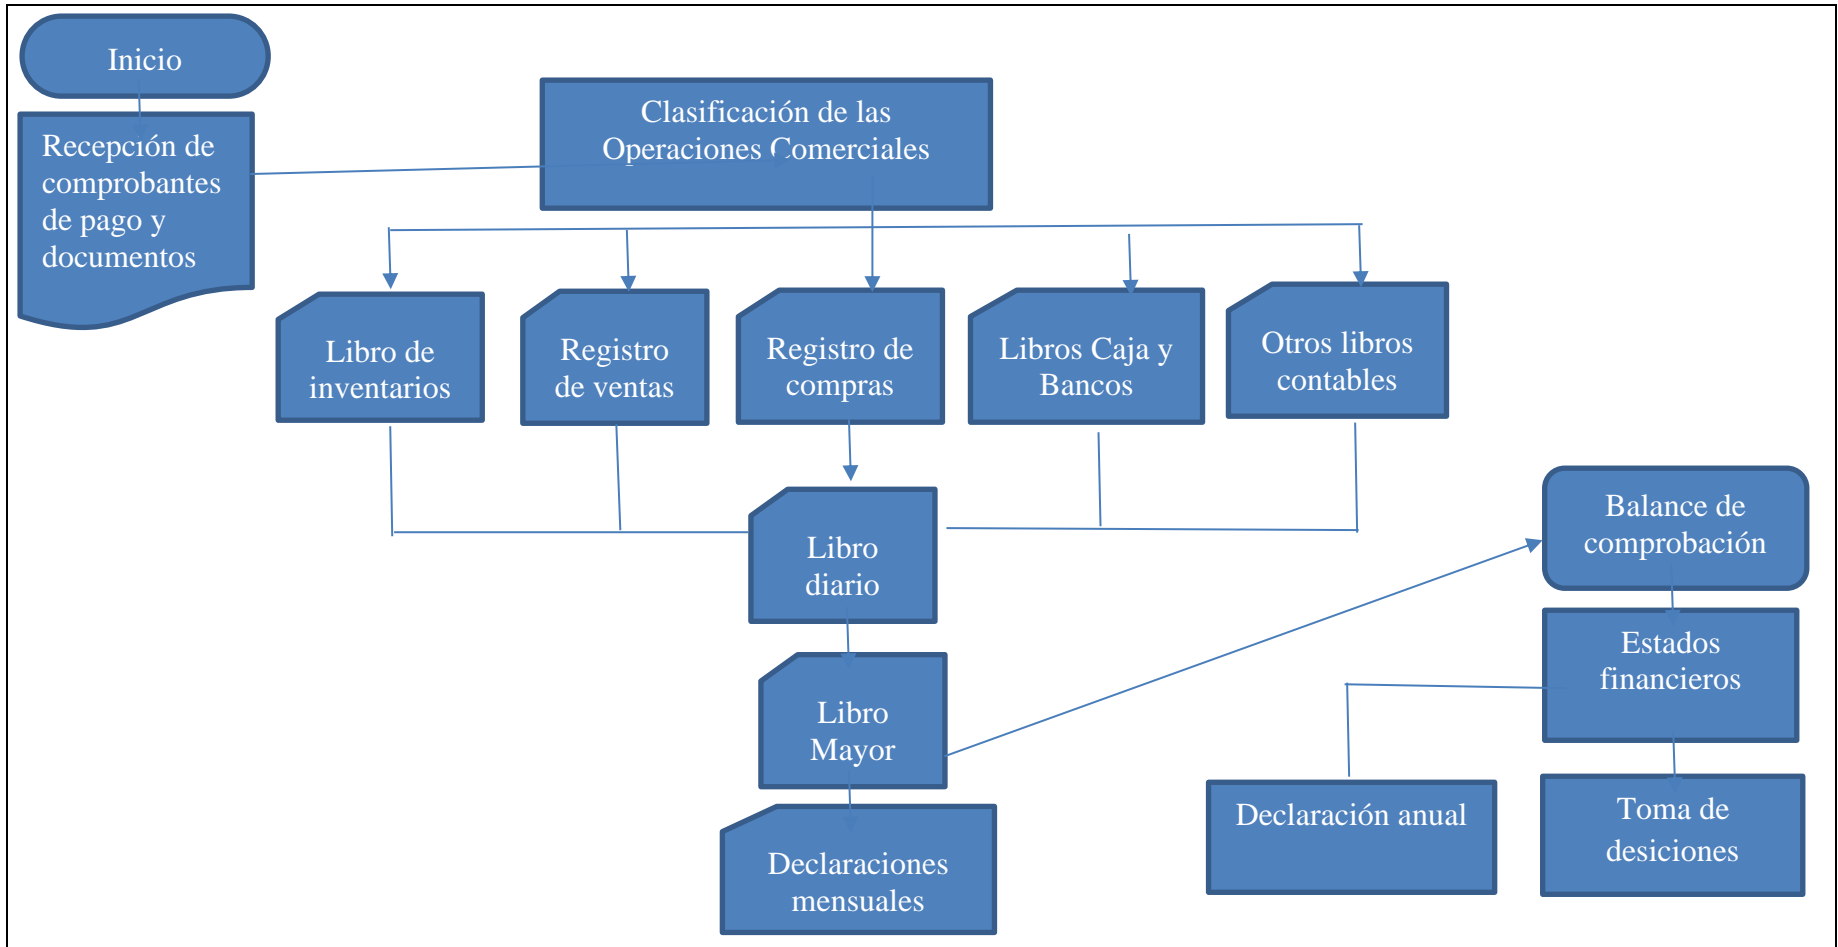 Inicio
Recepción de
comprobantes
de pago y
documentos
Clasificación de las
Operaciones Comerciales
Libro de
inventarios
Registro
de ventas
Registro de
compras
Libros Caja y
Bancos
Otros libros
contables
Libro
diario
Libro
Mayor
Declaraciones
mensuales
Balance de
comprobación
Estados
financieros
Declaración anual
Toma de
desiciones